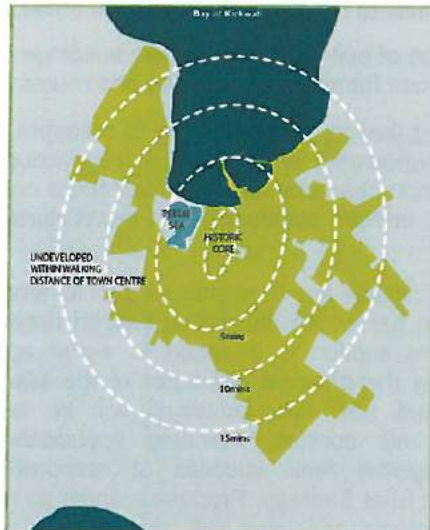 Bay of Kirkwall
PEEDIE
SEA
HISTORIC
CORE
UNDEVELOPED
WITHIN WALKING
DISTANCE OF TOWN CENTRE
5mins
10mins
15mins